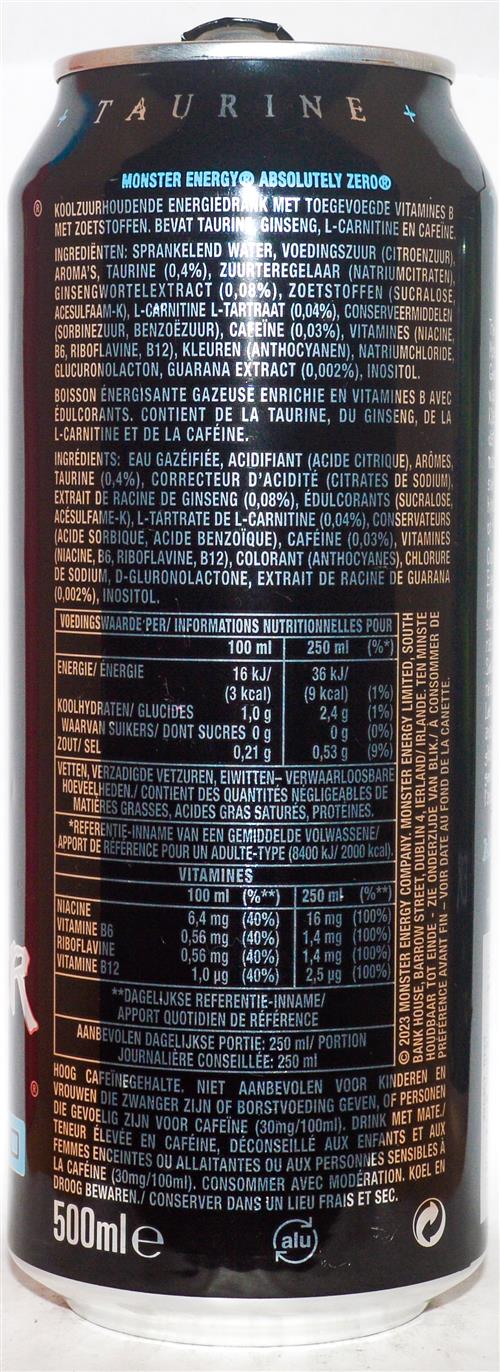 + TAURINE +
MONSTER ENERGY® ABSOLUTELY ZERO®
KOOLZUURHOUDENDE ENERGIEDRANK MET TOEGEVOEGDE VITAMINES B
MET ZOETSTOFFEN. BEVAT TAURINE, GINSENG, L-CARNITINE EN CAFEÏNE.
INGREDIËNTEN: SPRANKELEND WATER, VOEDINGSZUUR (CITROENZUUR),
AROMA'S, TAURINE (0,4%), ZUURTEREGELAAR (NATRIUMCITRATEN),
GINSENGWORTELEXTRACT (0,08%), ZOETSTOFFEN (SUCRALOSE,
ACESULFAAM-K), L-CARNITINE L-TARTRAAT (0,04%), CONSERVEERMIDDELEN
(SORBINEZUUR, BENZOËZUUR), CAFEÏNE (0,03%), VITAMINES (NIACINE,
B6, RIBOFLAVINE, B12), KLEUREN (ANTHOCYANEN), NATRIUMCHLORIDE,
GLUCURONOLACTON, GUARANA EXTRACT (0,002%), INOSITOL.
BOISSON ÉNERGISANTE GAZEUSE ENRICHIE EN VITAMINES B AVEC
ÉDULCORANTS. CONTIENT DE LA TAURINE, DU GINSENG, DE LA
L-CARNITINE ET DE LA CAFÉINE.
INGRÉDIENTS: EAU GAZÉIFIÉE, ACIDIFIANT (ACIDE CITRIQUE), ARÔMES,
TAURINE (0,4%), CORRECTEUR D'ACIDITÉ (CITRATES DE SODIUM),
EXTRAIT DE RACINE DE GINSENG (0,08%), ÉDULCORANTS (SUCRALOSE,
ACÉSULFAME-K), L-TARTRATE DE L-CARNITINE (0,04%), CONSERVATEURS
(ACIDE SORBIQUE, ACIDE BENZOÏQUE), CAFÉINE (0,03%), VITAMINES
(NIACINE, B6, RIBOFLAVINE, B12), COLORANT (ANTHOCYANES), CHLORURE
DE SODIUM, D-GLURONOLACTONE, EXTRAIT DE RACINE DE GUARANA
(0,002%), INOSITOL.
VOEDINGSWAARDE PER/ INFORMATIONS NUTRITIONNELLES POUR
100 ml 250 ml (%*)
ENERGIE/ ÉNERGIE 16 kJ/ 36 kJ/
(3 kcal) (9 kcal) (1%)
KOOLHYDRATEN/ GLUCIDES 1,0 g 2,4 g (1%)
WAARVAN SUIKERS/ DONT SUCRES 0 g 0 g (0%)
ZOUT/ SEL 0,21 g 0,53 g (9%)
VETTEN, VERZADIGDE VETZUREN, EIWITTEN– VERWAARLOOSBARE
HOEVEELHEDEN./ CONTIENT DES QUANTITÉS NÉGLIGEABLES DE
MATIÈRES GRASSES, ACIDES GRAS SATURÉS, PROTEINES.
*REFERENTIE-INNAME VAN EEN GEMIDDELDE VOLWASSENE/
APPORT DE RÉFÉRENCE POUR UN ADULTE-TYPE (8400 kJ/ 2000 kcal).
VITAMINES
100 ml (%**) 250 ml (%**)
NIACINE 6,4 mg (40%) 16 mg (100%)
VITAMINE B6 0,56 mg (40%) 1,4 mg (100%)
RIBOFLAVINE 0,56 mg (40%) 1,4 mg (100%)
VITAMINE B12 1,0 µg (40%) 2,5 µg (100%)
**DAGELIJKSE REFERENTIE-INNAME/
APPORT QUOTIDIEN DE RÉFÉRENCE
AANBEVOLEN DAGELIJKSE PORTIE: 250 ml/ PORTION
JOURNALIÈRE CONSEILLÉE: 250 ml
© 2023 MONSTER ENERGY COMPANY. MONSTER ENERGY LIMITED, SOUTH
BANK HOUSE, BARROW STREET, DUBLIN 4, IERLAND/ IRLANDE. TEN MINSTE
HOUDBAAR TOT EINDE - ZIE ONDERZIJDE VAN BLIK./ À CONSOMMER DE
PRÉFÉRENCE AVANT FIN – VOIR DATE AU FOND DE LA CANETTE.
HOOG CAFEÏNEGEHALTE. NIET AANBEVOLEN VOOR KINDEREN EN
VROUWEN DIE ZWANGER ZIJN OF BORSTVOEDING GEVEN, OF PERSONEN
DIE GEVOELIG ZIJN VOOR CAFEÏNE (30mg/100ml). DRINK MET MATE./
TENEUR ÉLEVÉE EN CAFÉINE, DÉCONSEILLÉ AUX ENFANTS ET AUX
FEMMES ENCEINTES OU ALLAITANTES OU AUX PERSONNES SENSIBLES À
LA CAFÉINE (30mg/100ml). CONSOMMER AVEC MODÉRATION. KOEL EN
DROOG BEWAREN./ CONSERVER DANS UN LIEU FRAIS ET SEC.
500ml e
alu